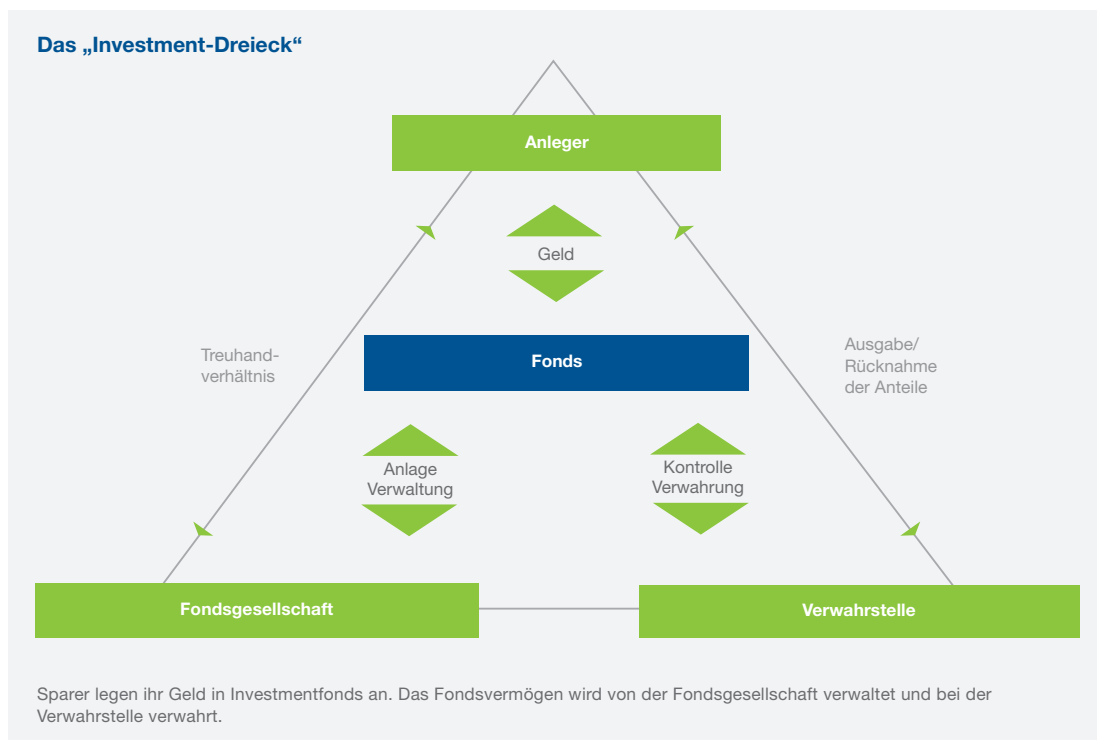 Das „Investment-Dreieck“
Anleger
Geld
Treuhand-
verhältnis
Fonds
Ausgabe/
Rücknahme
der Anteile
Anlage
Verwaltung
Kontrolle
Verwahrung
Fondsgesellschaft
Verwahrstelle
Sparer legen ihr Geld in Investmentfonds an. Das Fondsvermögen wird von der Fondsgesellschaft verwaltet und bei der
Verwahrstelle verwahrt.